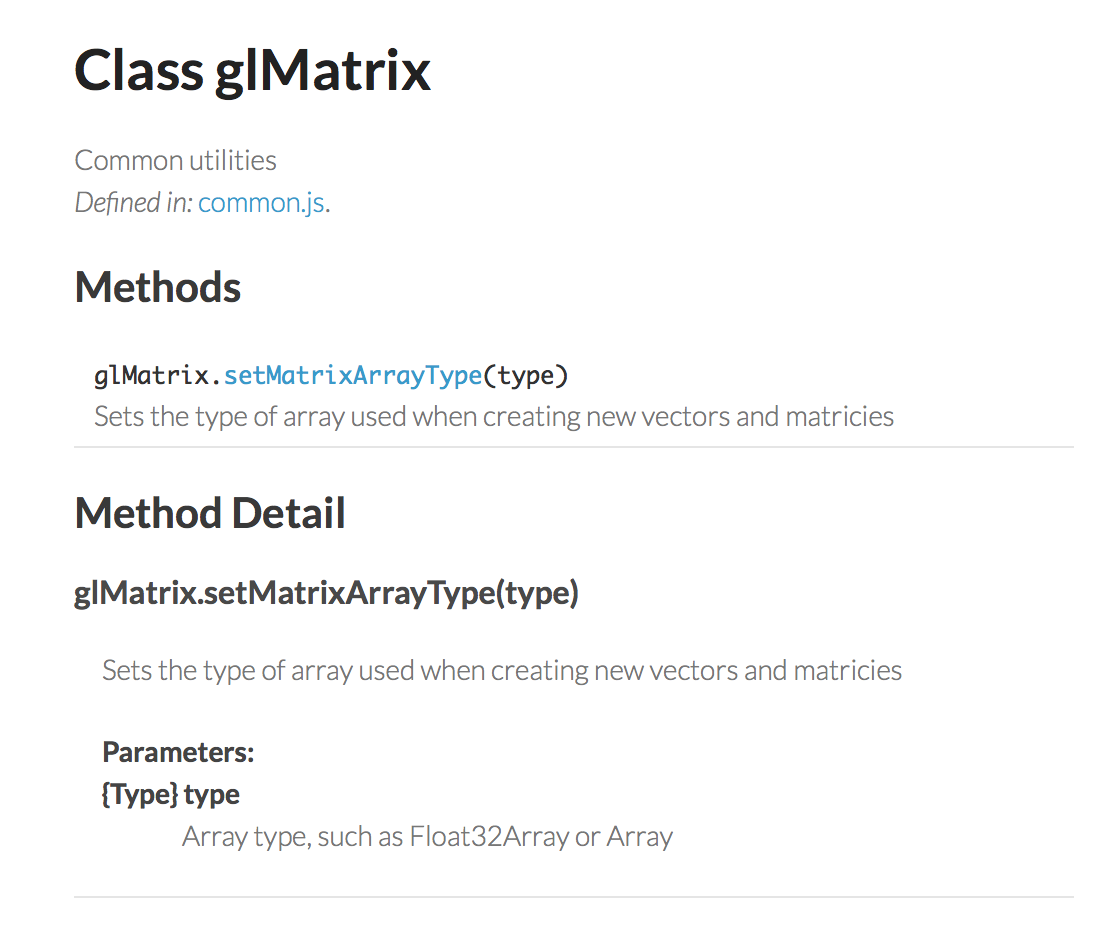 Class glMatrix
Common utilities
Defined in: common.js.
Methods
glMatrix.setMatrixArrayType(type)
Sets the type of array used when creating new vectors and matricies
Method Detail
glMatrix.setMatrixArrayType(type)
Sets the type of array used when creating new vectors and matricies
Parameters:
{Type} type
Array type, such as Float32Array or Array